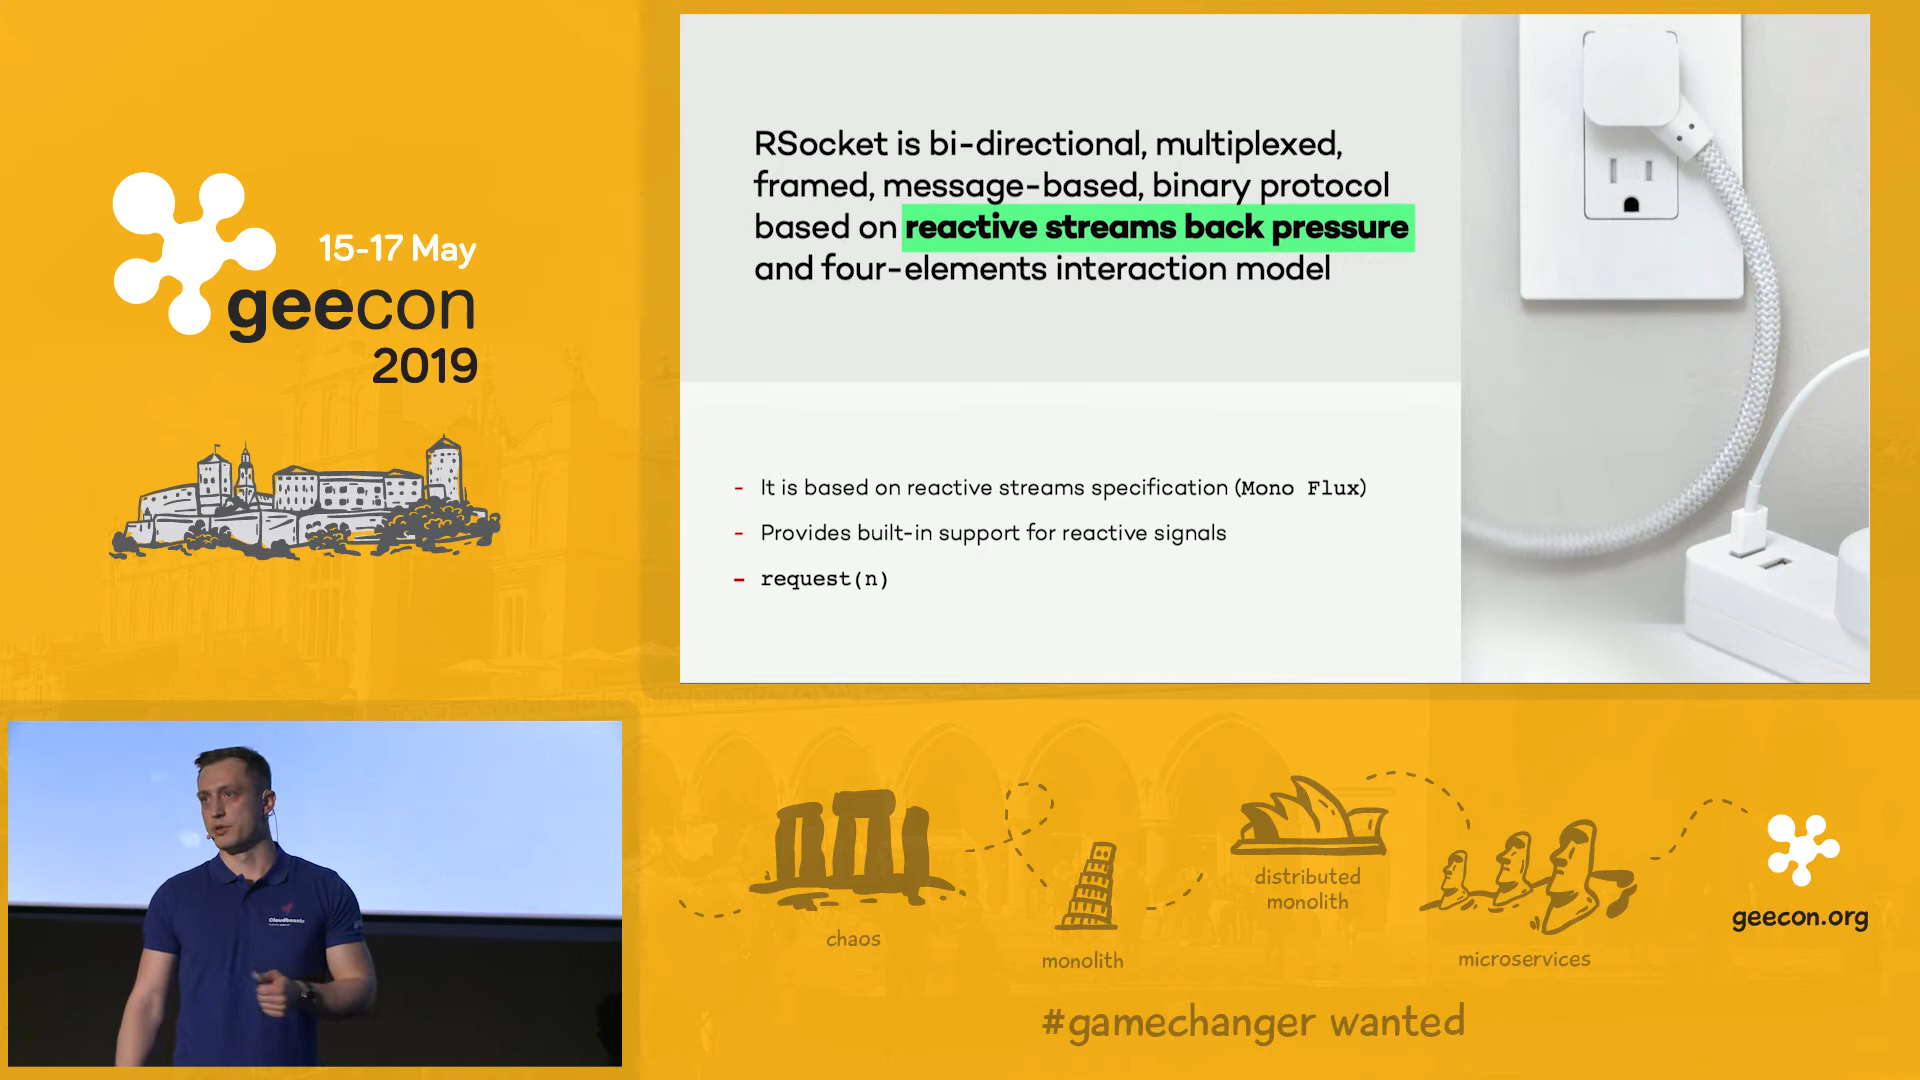 15-17 May
geecon
2019
RSocket is bi-directional, multiplexed,
framed, message-based, binary protocol
based on reactive streams back pressure
and four-elements interaction model
- It is based on reactive streams specification (Mono Flux)
- Provides built-in support for reactive signals
- request(n)
Cloudboostr
chaos
monolith
distributed
monolith
microservices
geecon.org
#gamechanger wanted